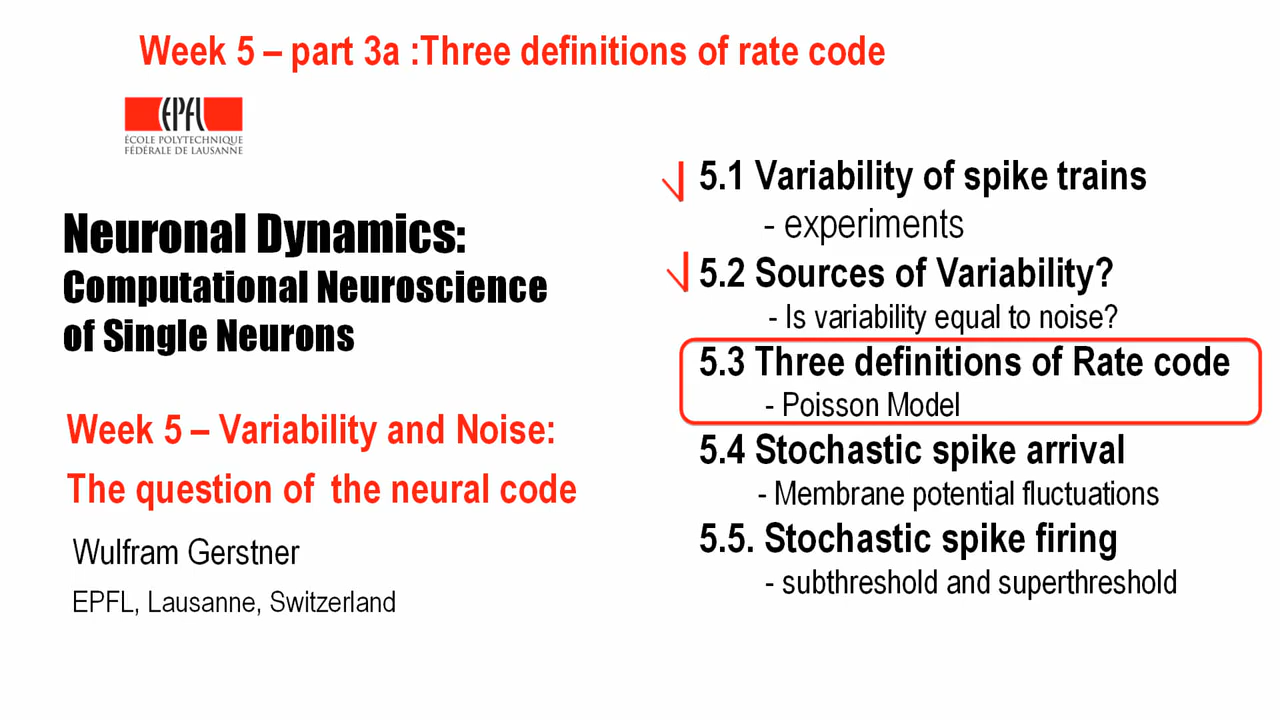 Week 5 – part 3a :Three definitions of rate code
EPFL
ÉCOLE POLYTECHNIQUE
FÉDÉRALE DE LAUSANNE
Neuronal Dynamics:
Computational Neuroscience
of Single Neurons
Week 5 – Variability and Noise:
The question of the neural code
Wulfram Gerstner
EPFL, Lausanne, Switzerland
5.1 Variability of spike trains
- experiments
5.2 Sources of Variability?
- Is variability equal to noise?
5.3 Three definitions of Rate code
- Poisson Model
5.4 Stochastic spike arrival
- Membrane potential fluctuations
5.5. Stochastic spike firing
- subthreshold and superthreshold